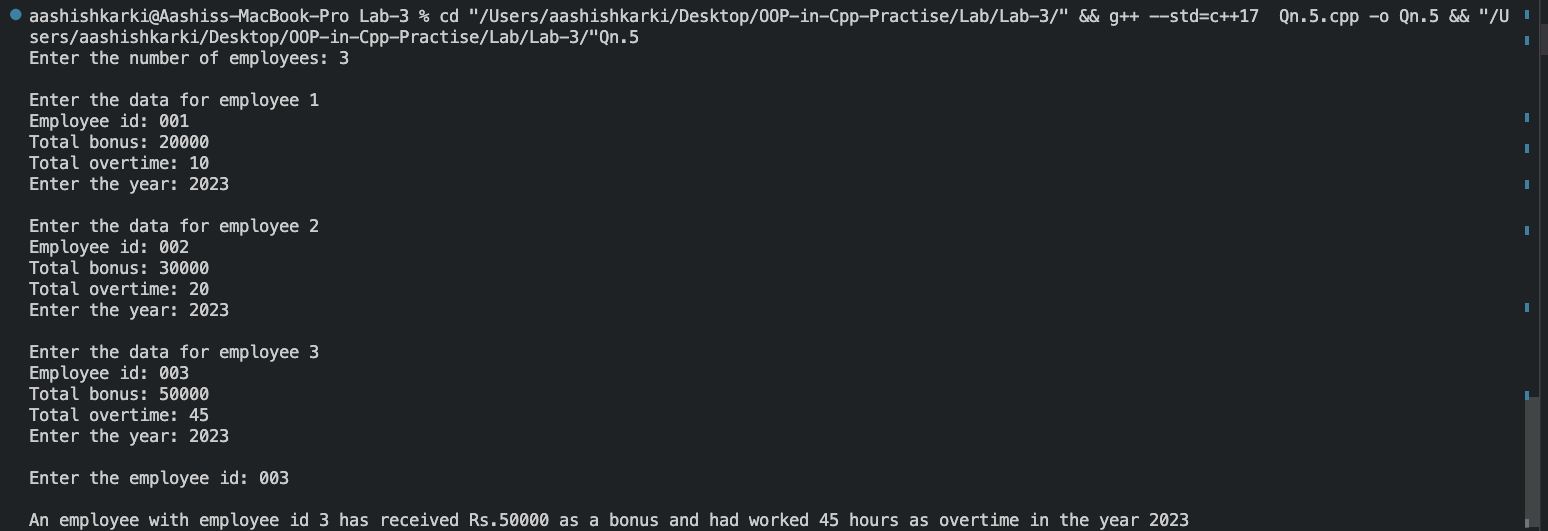 aashishkarki@Aashiss-MacBook-Pro Lab-3 % cd "/Users/aashishkarki/Desktop/OOP-in-Cpp-Practise/Lab/Lab-3/" && g++ --std=c++17  Qn.5.cpp -o Qn.5 && "/U
sers/aashishkarki/Desktop/OOP-in-Cpp-Practise/Lab/Lab-3/"Qn.5
Enter the number of employees: 3

Enter the data for employee 1
Employee id: 001
Total bonus: 20000
Total overtime: 10
Enter the year: 2023

Enter the data for employee 2
Employee id: 002
Total bonus: 30000
Total overtime: 20
Enter the year: 2023

Enter the data for employee 3
Employee id: 003
Total bonus: 50000
Total overtime: 45
Enter the year: 2023

Enter the employee id: 003

An employee with employee id 3 has received Rs.50000 as a bonus and had worked 45 hours as overtime in the year 2023